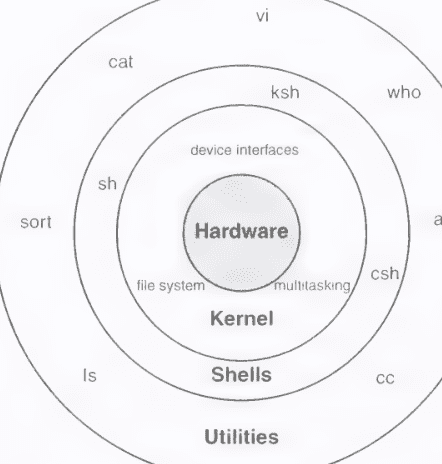 vi
cat
who
ksh
device interfaces
sh
sort
Hardware
csh
file system
multitasking
Kernel
ls
Shells
cc
Utilities